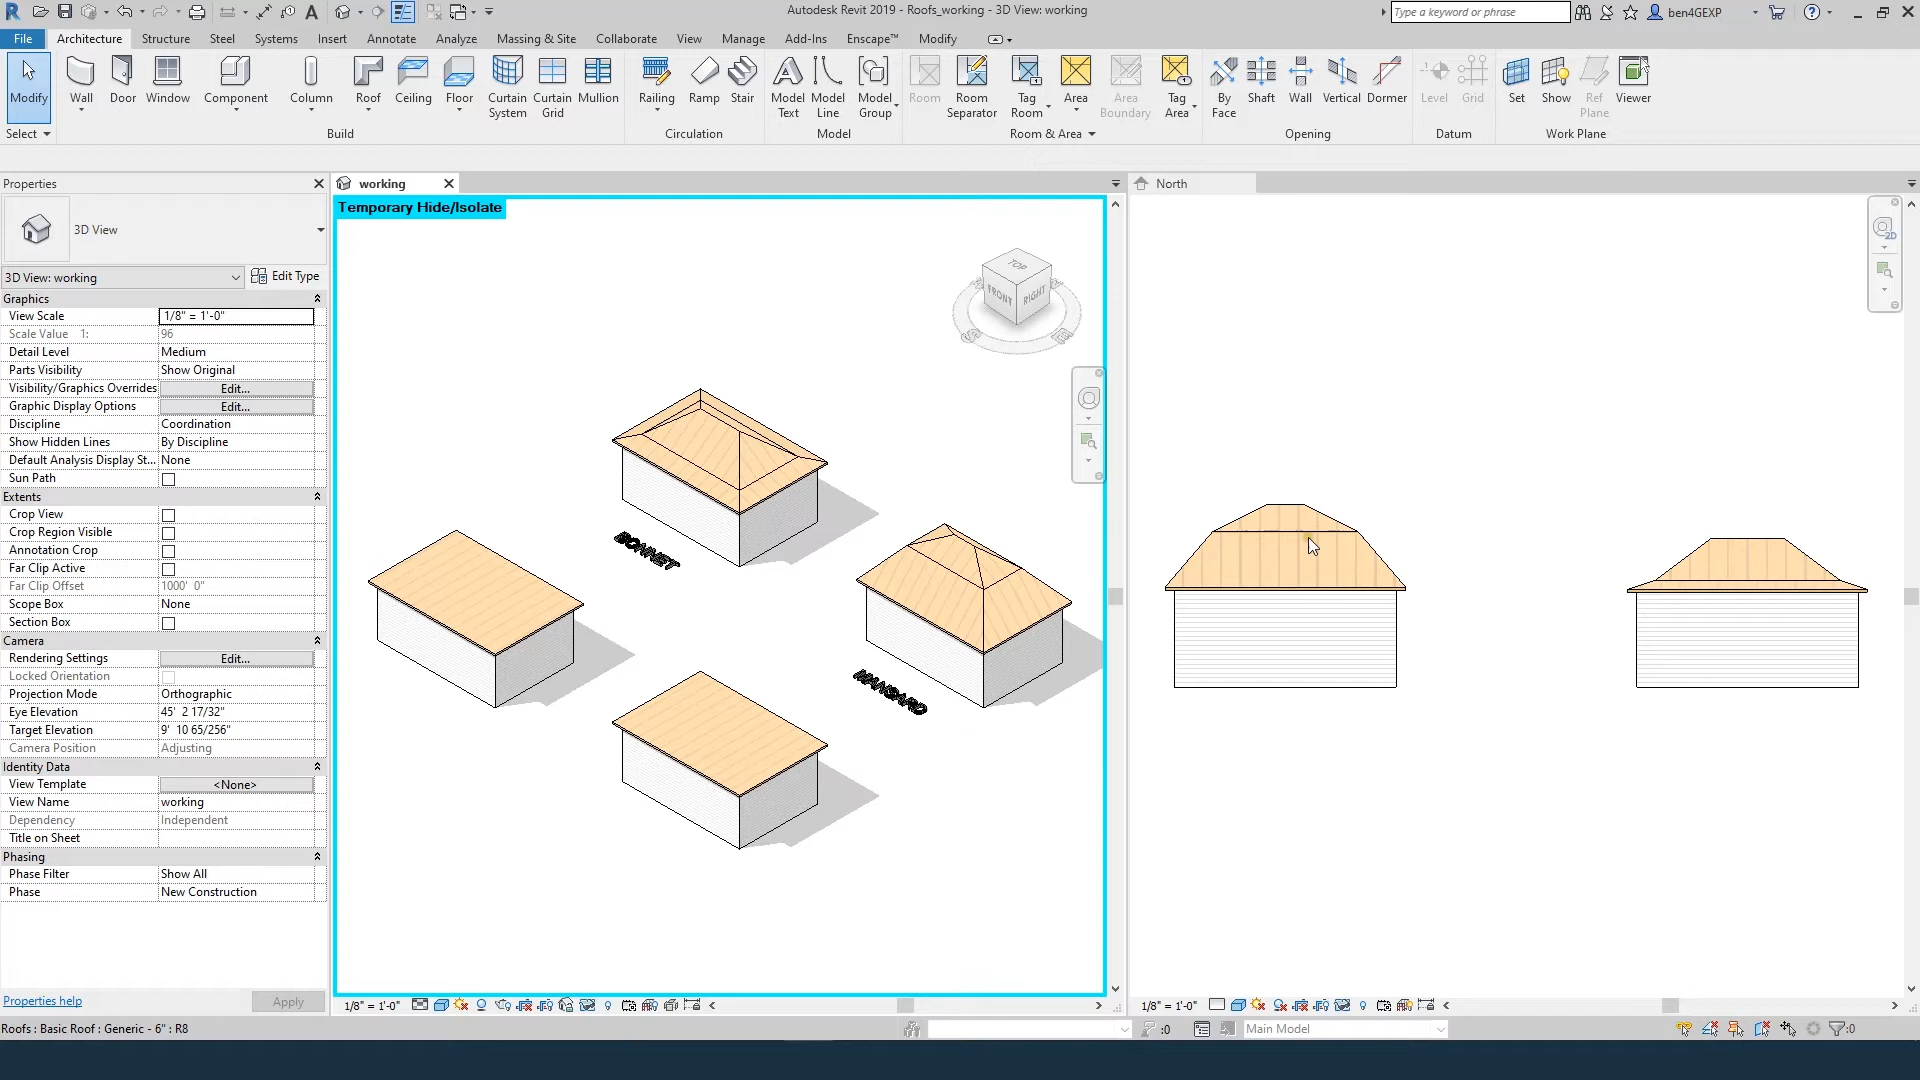 Autodesk Revit 2019 - Roofs_working - 3D View: working
Type a keyword or phrase
ben4GEXP
File
Architecture
Structure
Steel
Systems
Insert
Annotate
Analyze
Massing & Site
Collaborate
View
Manage
Add-Ins
Enscape™
Modify
Modify
Wall
Door
Window
Component
Column
Roof
Ceiling
Floor
Curtain System
Curtain Grid
Mullion
Railing
Ramp
Stair
Model Text
Model Line
Model Group
Room
Room Separator
Tag Room
Area
Area Boundary
Tag Area
By Face
Shaft
Wall
Vertical
Dormer
Level
Grid
Set
Show
Ref Plane
Viewer
Select
Build
Circulation
Model
Room & Area
Opening
Datum
Work Plane
Properties
3D View
3D View: working
Edit Type
Graphics
View Scale 1/8" = 1'-0"
Scale Value 1: 96
Detail Level Medium
Parts Visibility Show Original
Visibility/Graphics Overrides Edit...
Graphic Display Options Edit...
Discipline Coordination
Show Hidden Lines By Discipline
Default Analysis Display St... None
Sun Path
Extents
Crop View
Crop Region Visible
Annotation Crop
Far Clip Active
Far Clip Offset 1000' 0"
Scope Box None
Section Box
Camera
Rendering Settings Edit...
Locked Orientation
Projection Mode Orthographic
Eye Elevation 45' 2 17/32"
Target Elevation 9' 10 65/256"
Camera Position Adjusting
Identity Data
View Template <None>
View Name working
Dependency Independent
Title on Sheet
Phasing
Phase Filter Show All
Phase New Construction
Properties help
Apply
working
Temporary Hide/Isolate
TOP
FRONT
RIGHT
S
E
BONNET
MANSARD
1/8" = 1'-0"
North
2D
1/8" = 1'-0"
Roofs : Basic Roof : Generic - 6" : R8
:0
Main Model
:0